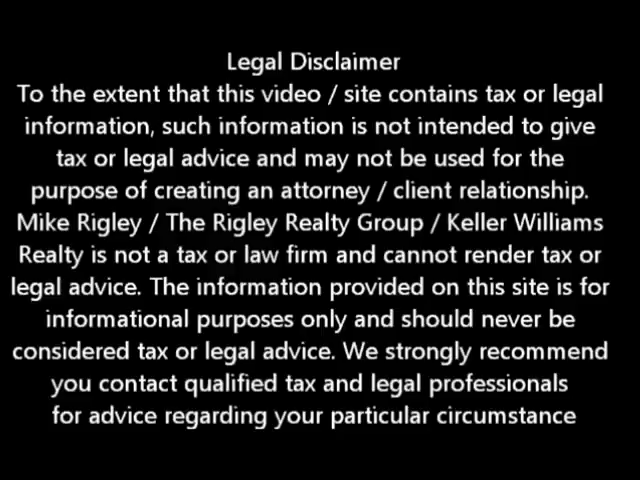 Legal Disclaimer
To the extent that this video / site contains tax or legal
information, such information is not intended to give
tax or legal advice and may not be used for the
purpose of creating an attorney / client relationship.
Mike Rigley / The Rigley Realty Group / Keller Williams
Realty is not a tax or law firm and cannot render tax or
legal advice. The information provided on this site is for
informational purposes only and should never be
considered tax or legal advice. We strongly recommend
you contact qualified tax and legal professionals
for advice regarding your particular circumstance